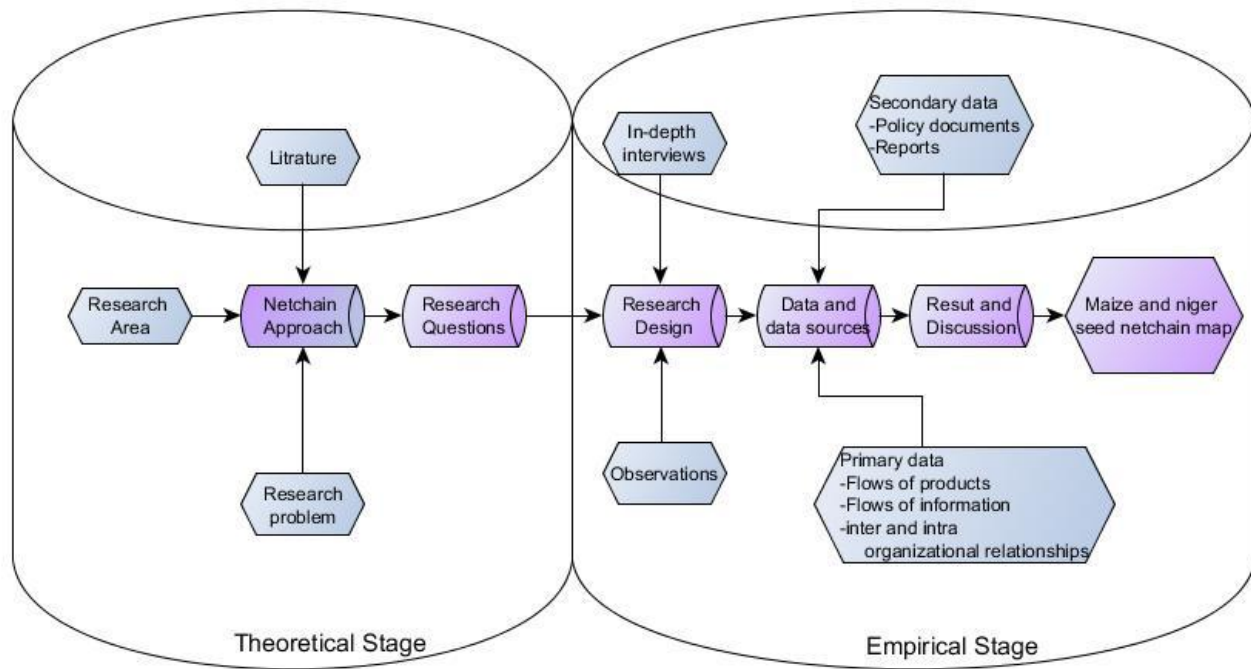 Litrature
In-depth
interviews
Secondary data
-Policy documents
-Reports
Research
Area
Netchain
Approach
Research
Questions
Research
Design
Data and
data sources
Resut and
Discussion
Maize and niger
seed netchain map
Research
problem
Observations
Primary data
-Flows of products
-Flows of information
-inter and intra
organizational relationships
Theoretical Stage
Empirical Stage